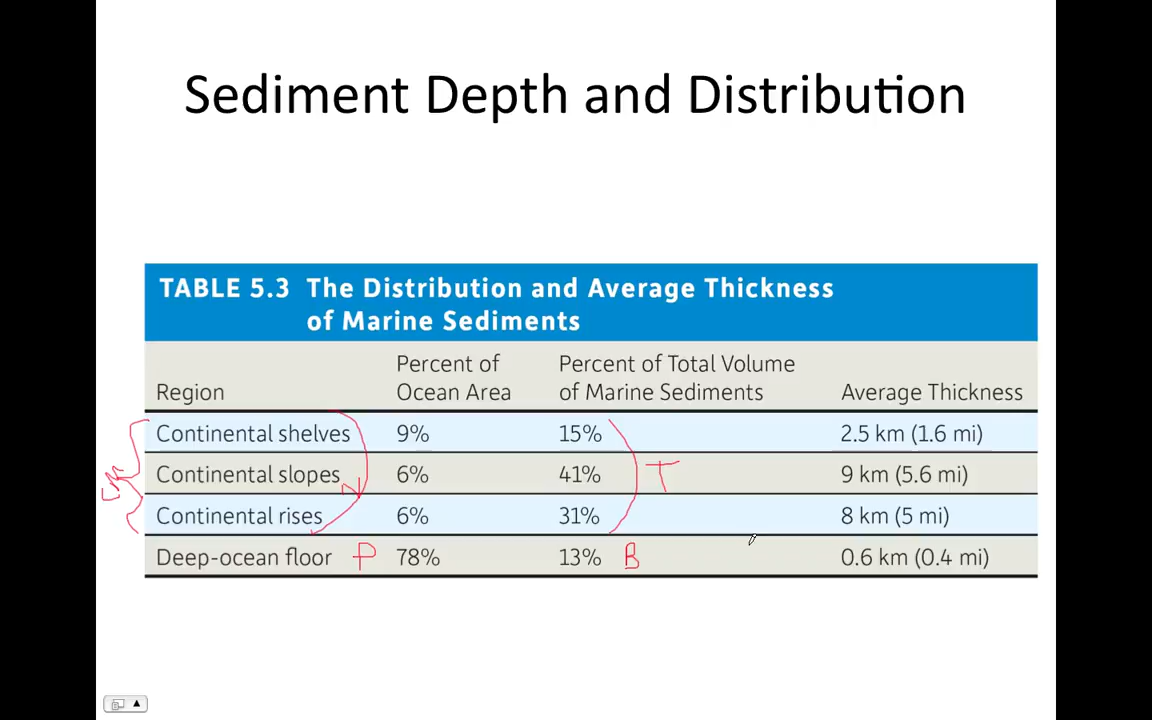 Sediment Depth and Distribution
TABLE 5.3 The Distribution and Average Thickness
of Marine Sediments
Region Percent of Ocean Area Percent of Total Volume of Marine Sediments Average Thickness
Continental shelves 9% 15% 2.5 km (1.6 mi)
Continental slopes 6% 41% T 9 km (5.6 mi)
Continental rises 6% 31% 8 km (5 mi)
Deep-ocean floor P 78% 13% B 0.6 km (0.4 mi)